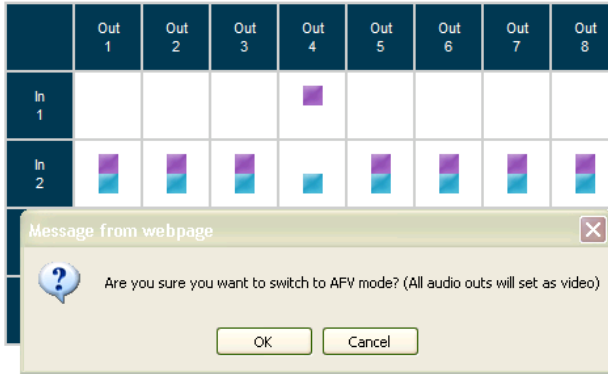 Out Out Out Out Out Out Out Out
1 2 3 4 5 6 7 8
In
1
In
2
Message from webpage
Are you sure you want to switch to AFV mode? (All audio outs will set as video)
OK Cancel